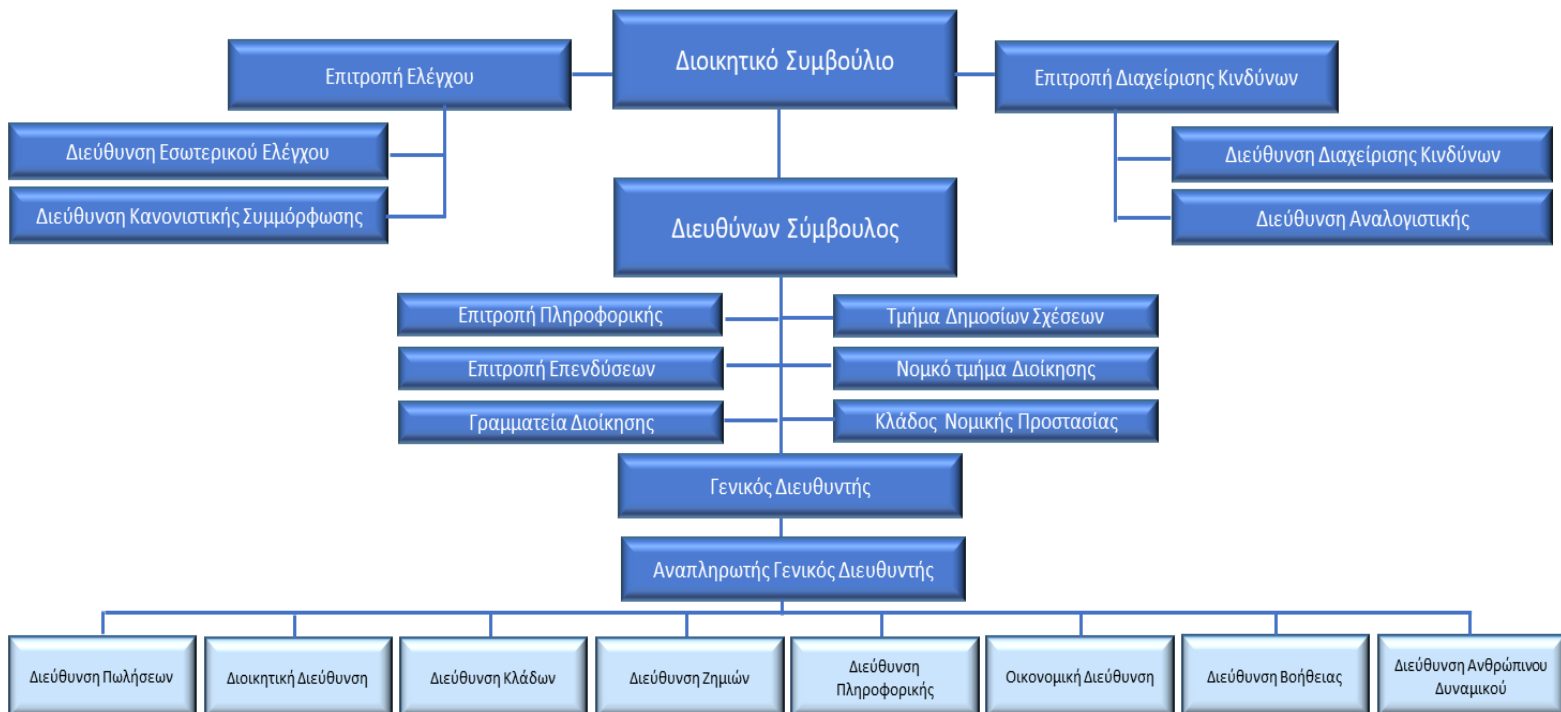 Διοικητικό Συμβούλιο
Επιτροπή Ελέγχου
Επιτροπή Διαχείρισης Κινδύνων
Διεύθυνση Εσωτερικού Ελέγχου
Διεύθυνση Διαχείρισης Κινδύνων
Διεύθυνση Κανονιστικής Συμμόρφωσης
Διεύθυνση Αναλογιστικής
Διευθύνων Σύμβουλος
Επιτροπή Πληροφορικής
Τμήμα Δημοσίων Σχέσεων
Επιτροπή Επενδύσεων
Νομκό τμήμα Διοίκησης
Γραμματεία Διοίκησης
Κλάδος Νομικής Προστασίας
Γενικός Διευθυντής
Αναπληρωτής Γενικός Διευθυντής
Διεύθυνση Πωλήσεων
Διοικητική Διεύθυνση
Διεύθυνση Κλάδων
Διεύθυνση Ζημιών
Διεύθυνση
Πληροφορικής
Οικονομική Διεύθυνση
Διεύθυνση Βοήθειας
Διεύθυνση Ανθρώπινου
Δυναμικού